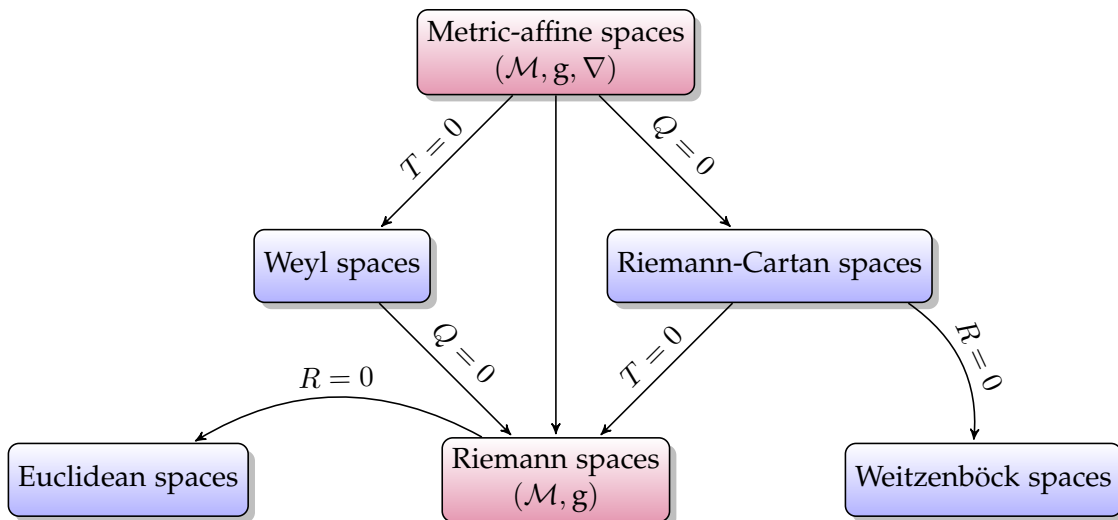 Metric-affine spaces
(ℳ, g, ∇)
T = 0
Q = 0
Weyl spaces
Riemann-Cartan spaces
Q = 0
T = 0
R = 0
R = 0
Euclidean spaces
Riemann spaces
(ℳ, g)
Weitzenböck spaces